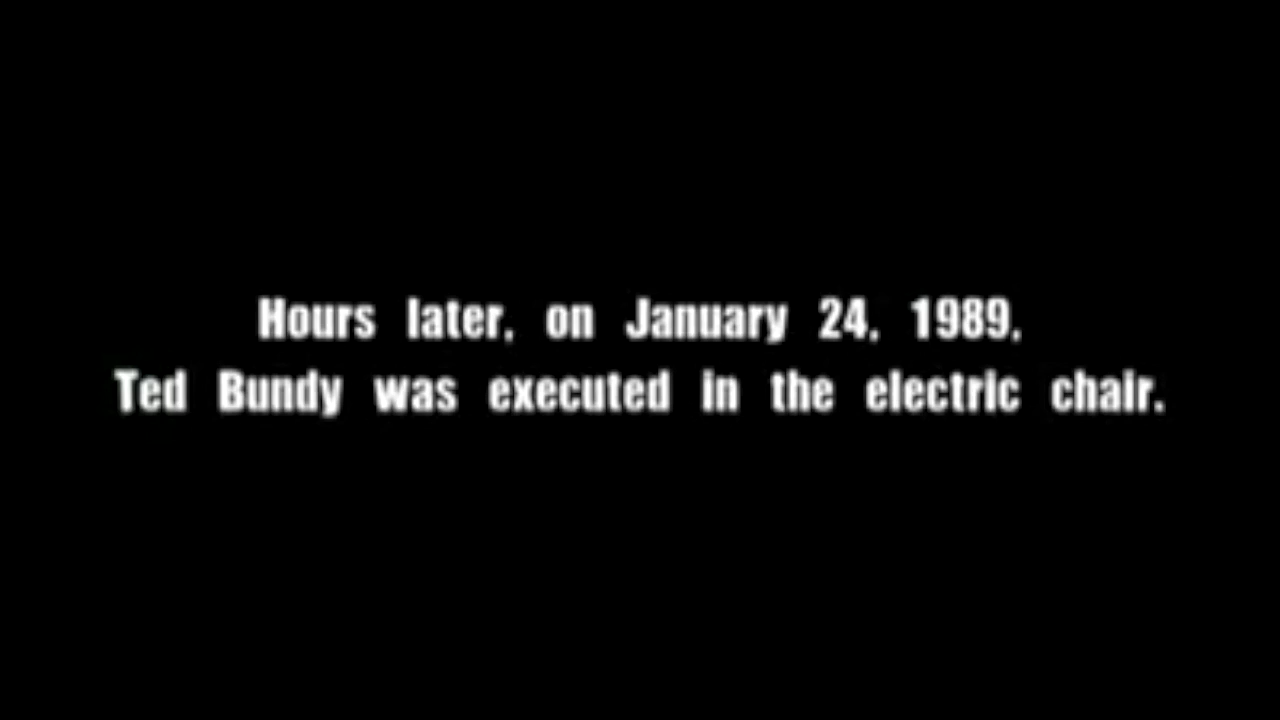 Hours later, on January 24, 1989,
Ted Bundy was executed in the electric chair.